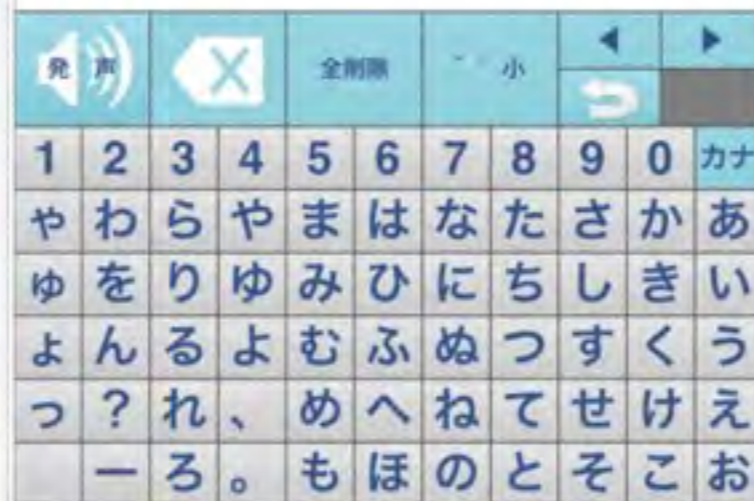 発声 全削除 ゛゜小 ◀ ▶
1 2 3 4 5 6 7 8 9 0 カナ
ゃ わ ら や ま は な た さ か あ
ゅ を り ゆ み ひ に ち し き い
ょ ん る よ む ふ ぬ つ す く う
っ ? れ 、 め へ ね て せ け え
ー ろ 。 も ほ の と そ こ お